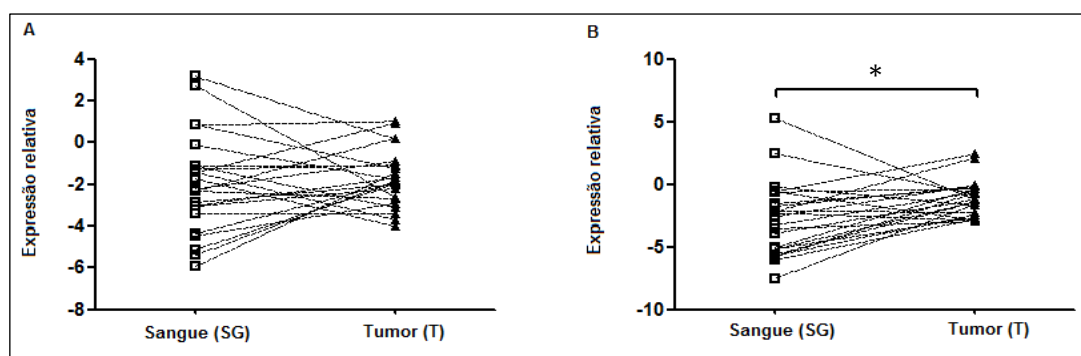 A
Expressão relativa
4
2
0
-2
-4
-6
-8
Sangue (SG)
Tumor (T)
B
*
Expressão relativa
10
5
0
-5
-10
Sangue (SG)
Tumor (T)